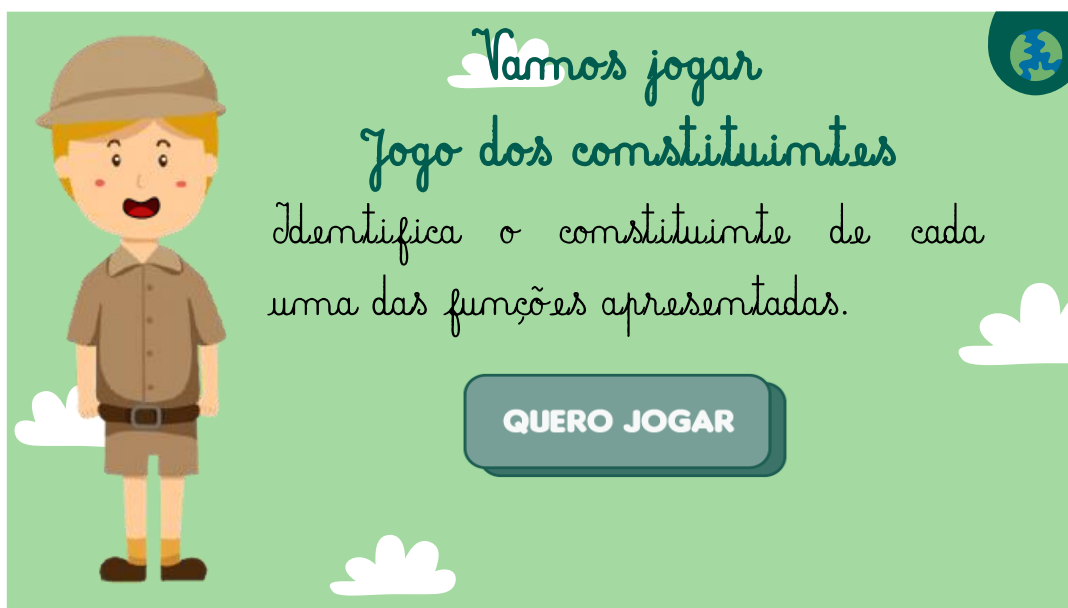 Vamos jogar
Jogo dos constituintes
Identifica o constituinte de cada
uma das funções apresentadas.
QUERO JOGAR